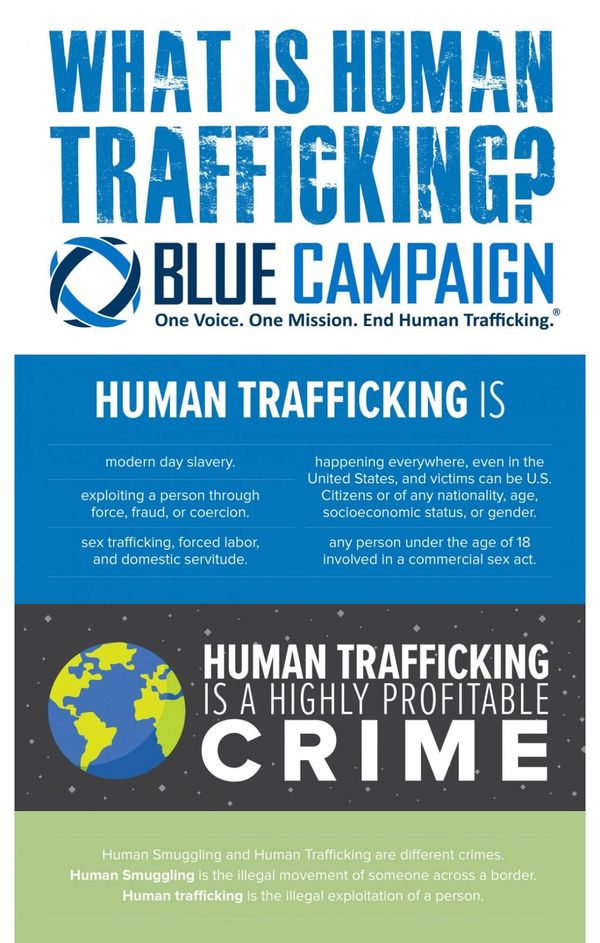 WHAT IS HUMAN
TRAFFICKING?
BLUE CAMPAIGN
One Voice. One Mission. End Human Trafficking.®
HUMAN TRAFFICKING IS
modern day slavery.
exploiting a person through
force, fraud, or coercion.
sex trafficking, forced labor,
and domestic servitude.
happening everywhere, even in the
United States, and victims can be U.S.
Citizens or of any nationality, age,
socioeconomic status, or gender.
any person under the age of 18
involved in a commercial sex act.
HUMAN TRAFFICKING
IS A HIGHLY PROFITABLE
CRIME
Human Smuggling and Human Trafficking are different crimes.
Human Smuggling is the illegal movement of someone across a border.
Human trafficking is the illegal exploitation of a person.